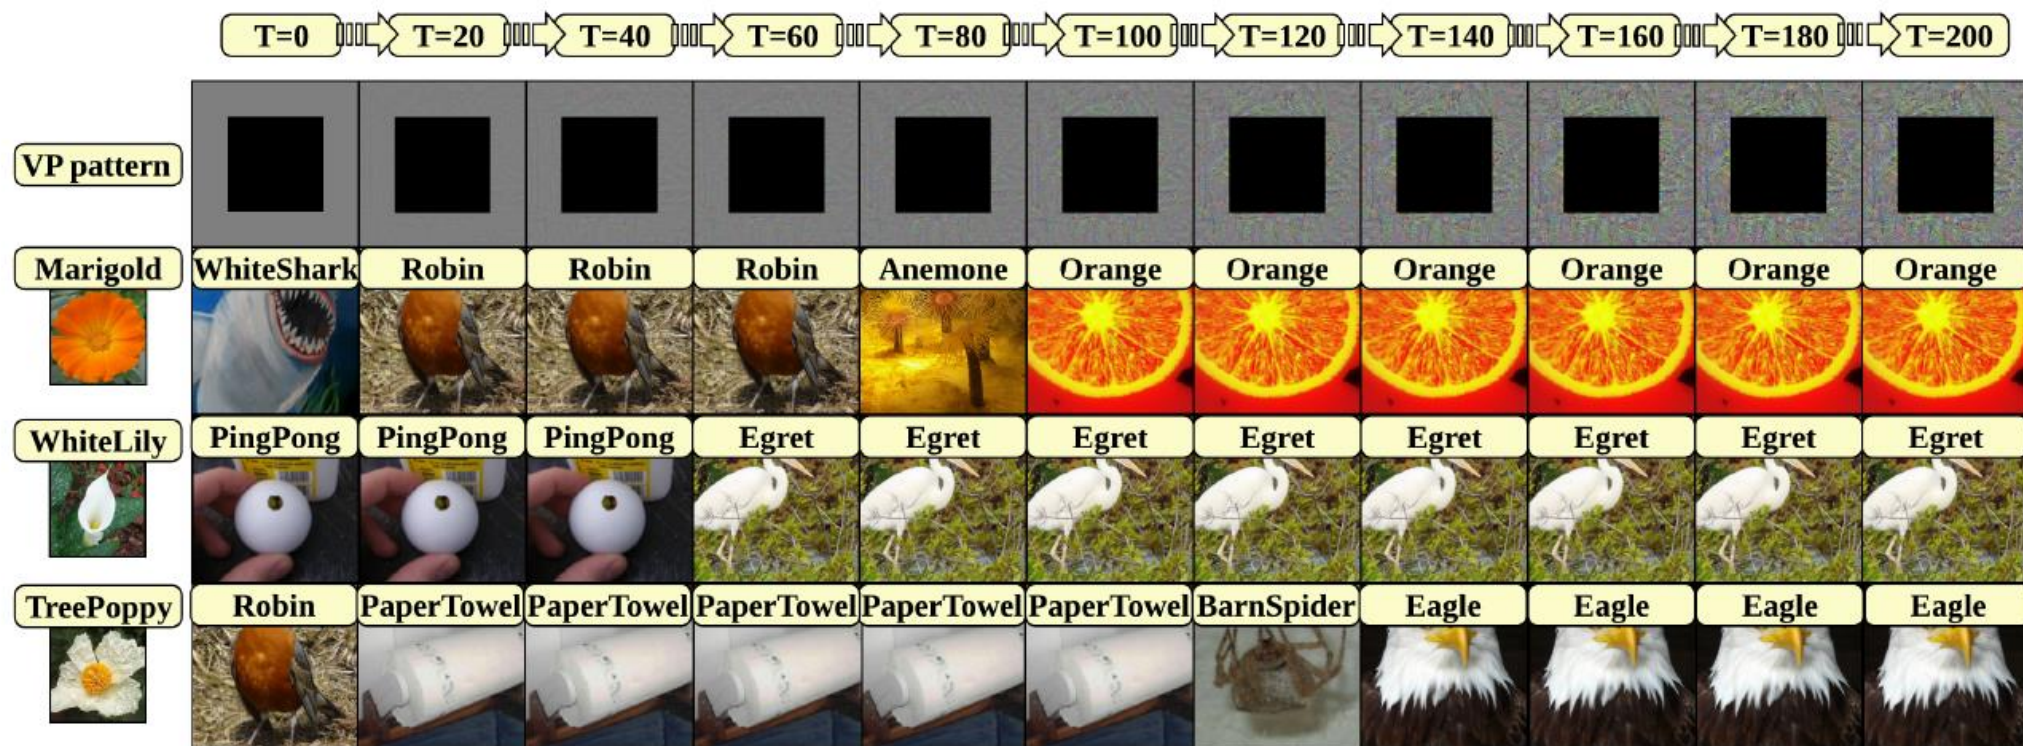 T=0 T=20 T=40 T=60 T=80 T=100 T=120 T=140 T=160 T=180 T=200
VP pattern
Marigold WhiteShark Robin Robin Robin Anemone Orange Orange Orange Orange Orange Orange
WhiteLily PingPong PingPong PingPong Egret Egret Egret Egret Egret Egret Egret Egret
TreePoppy Robin PaperTowel PaperTowel PaperTowel PaperTowel PaperTowel BarnSpider Eagle Eagle Eagle Eagle